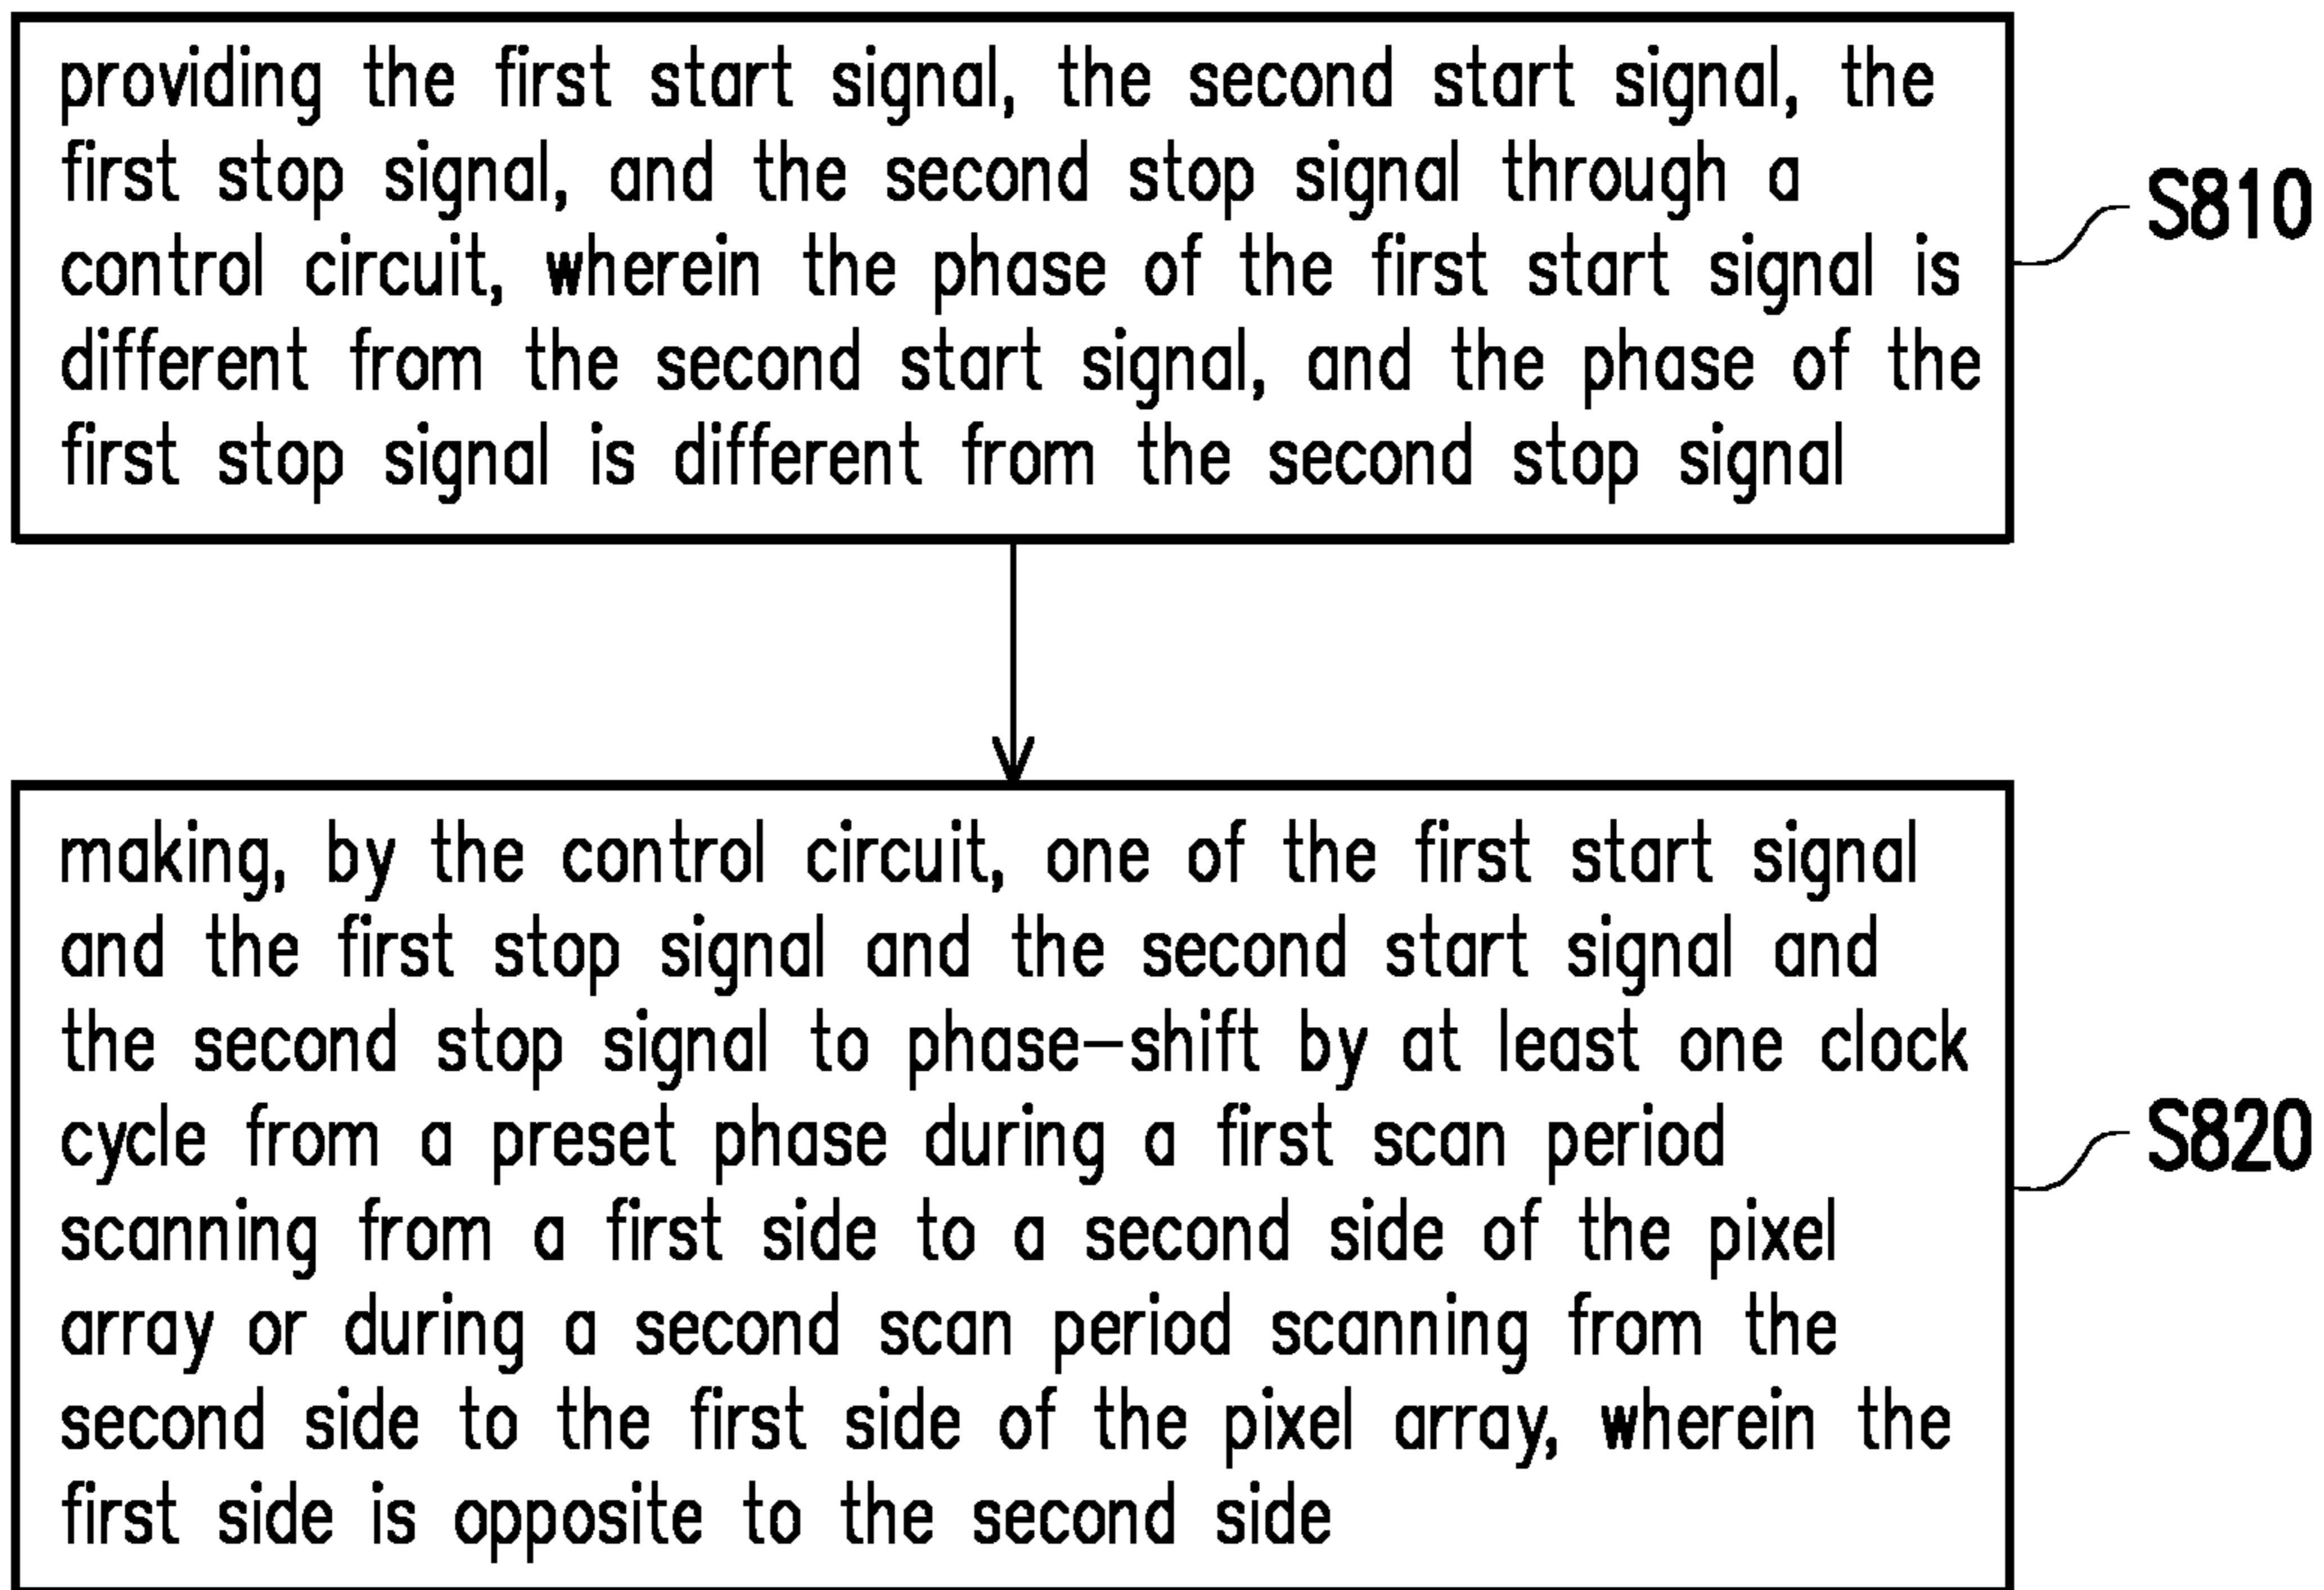 providing the first start signal, the second start signal, the
first stop signal, and the second stop signal through a
control circuit, wherein the phase of the first start signal is
different from the second start signal, and the phase of the
first stop signal is different from the second stop signal
S810
making, by the control circuit, one of the first start signal
and the first stop signal and the second start signal and
the second stop signal to phase-shift by at least one clock
cycle from a preset phase during a first scan period
scanning from a first side to a second side of the pixel
array or during a second scan period scanning from the
second side to the first side of the pixel array, wherein the
first side is opposite to the second side
S820